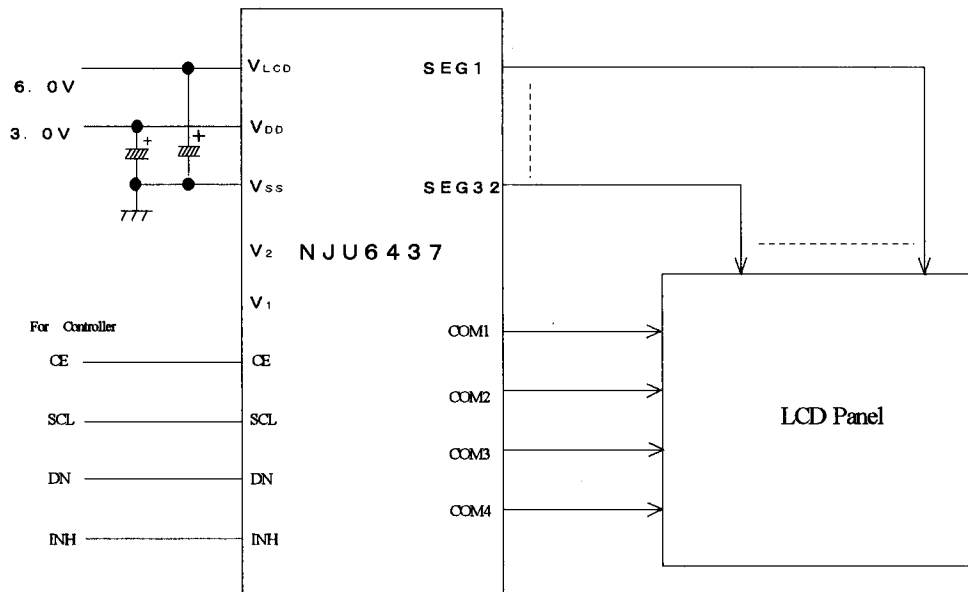 VLCD
SEG1
6. 0V
VDD
3. 0V
+
+
VSS
SEG32
V2
NJU6437
V1
For Controller
COM1
CE
CE
COM2
SCL
SCL
LCD Panel
COM3
DN
DN
COM4
INH
INH